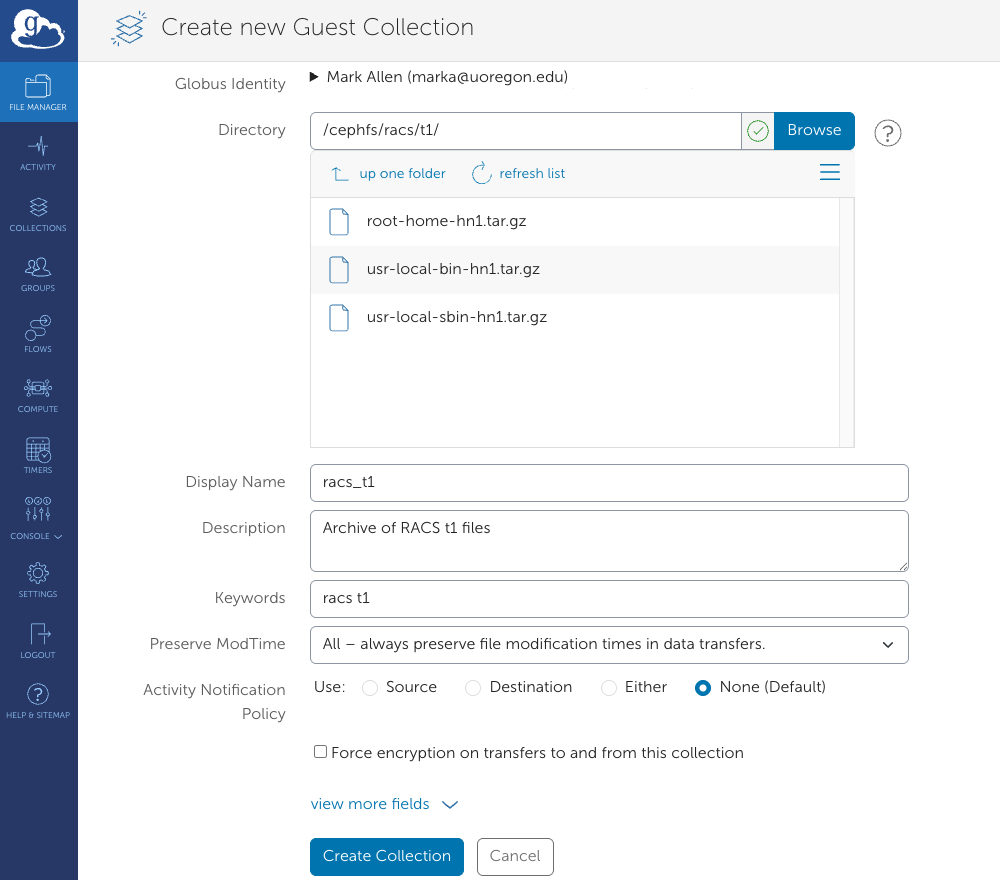 g
Create new Guest Collection
FILE MANAGER
ACTIVITY
COLLECTIONS
GROUPS
FLOWS
COMPUTE
TIMERS
CONSOLE
SETTINGS
LOGOUT
?
HELP & SITEMAP
Globus Identity
Mark Allen (marka@uoregon.edu)
Directory
/cephfs/racs/t1/
Browse
?
up one folder
refresh list
root-home-hn1.tar.gz
usr-local-bin-hn1.tar.gz
usr-local-sbin-hn1.tar.gz
Display Name
racs_t1
Description
Archive of RACS t1 files
Keywords
racs t1
Preserve ModTime
All – always preserve file modification times in data transfers.
Activity Notification
Policy
Use: Source Destination Either None (Default)
Force encryption on transfers to and from this collection
view more fields
Create Collection
Cancel